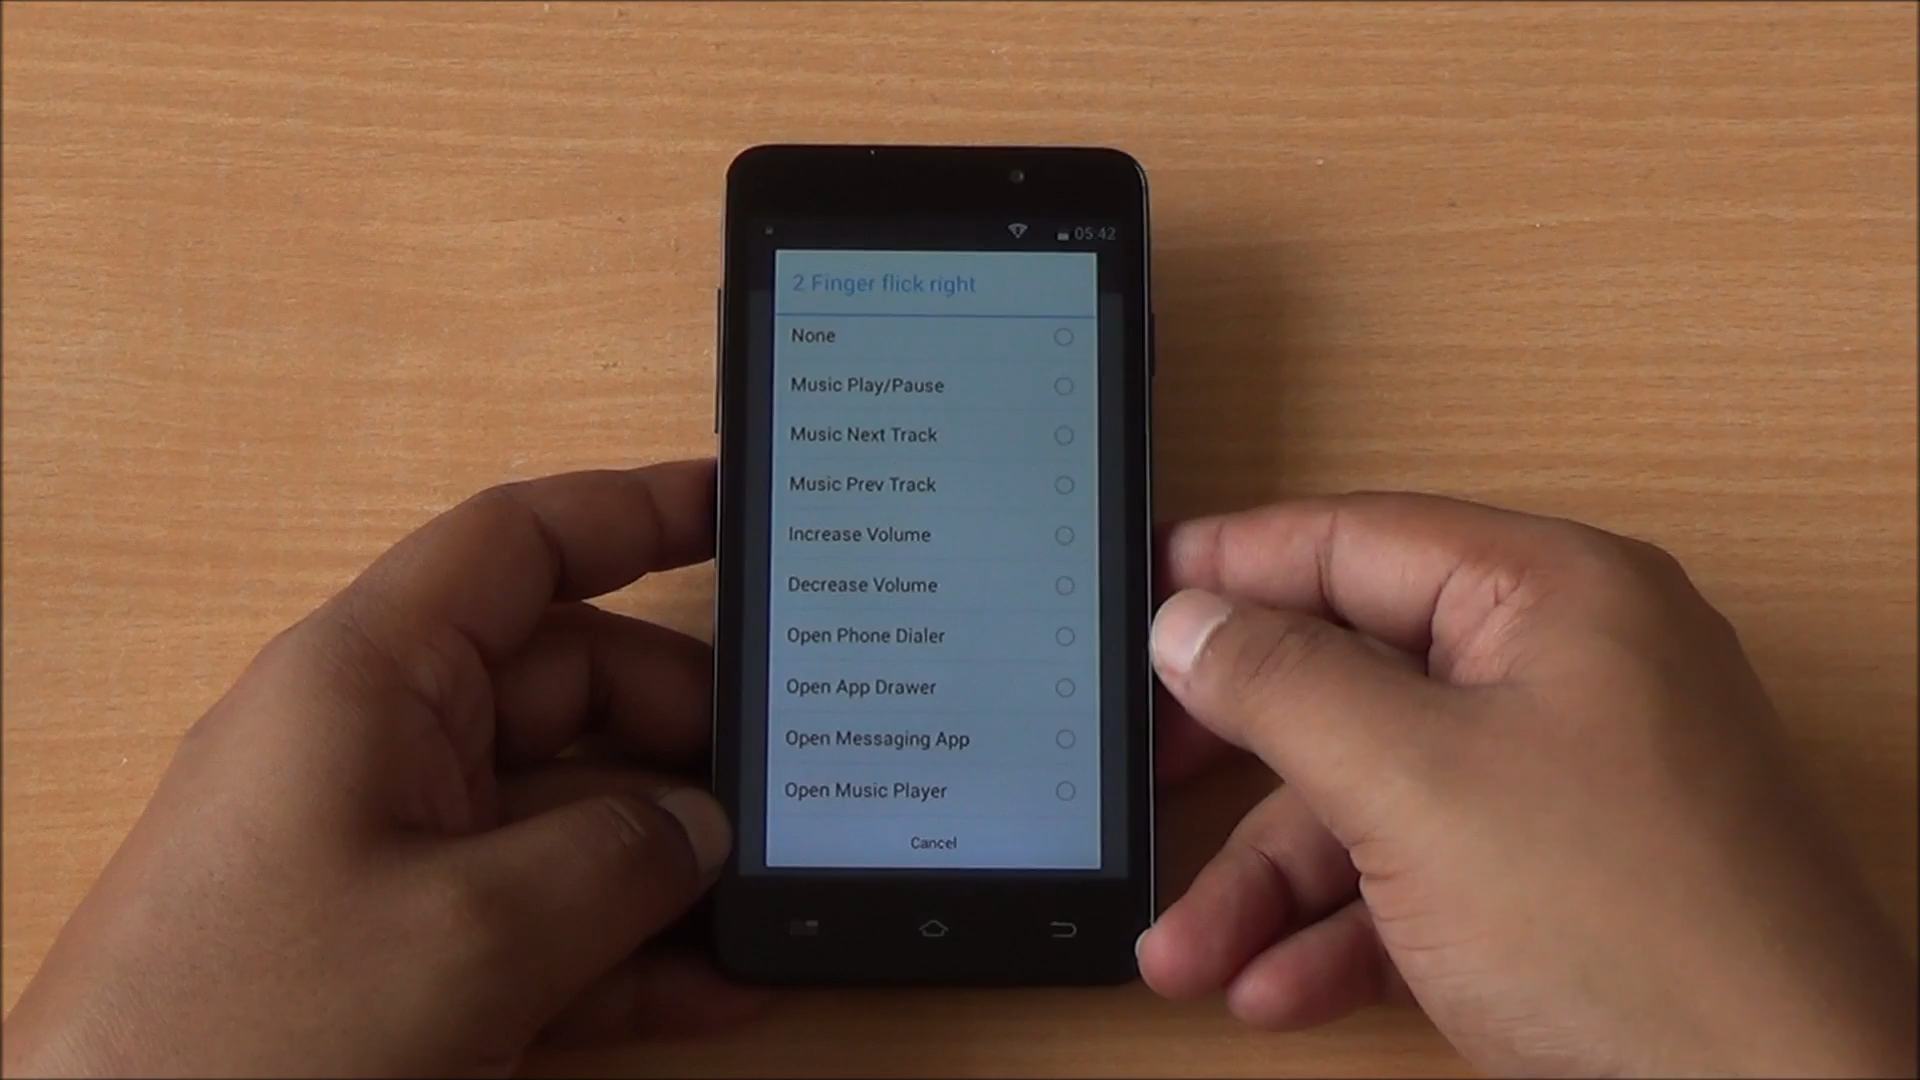 05:42
2 Finger flick right
None
Music Play/Pause
Music Next Track
Music Prev Track
Increase Volume
Decrease Volume
Open Phone Dialer
Open App Drawer
Open Messaging App
Open Music Player
Cancel